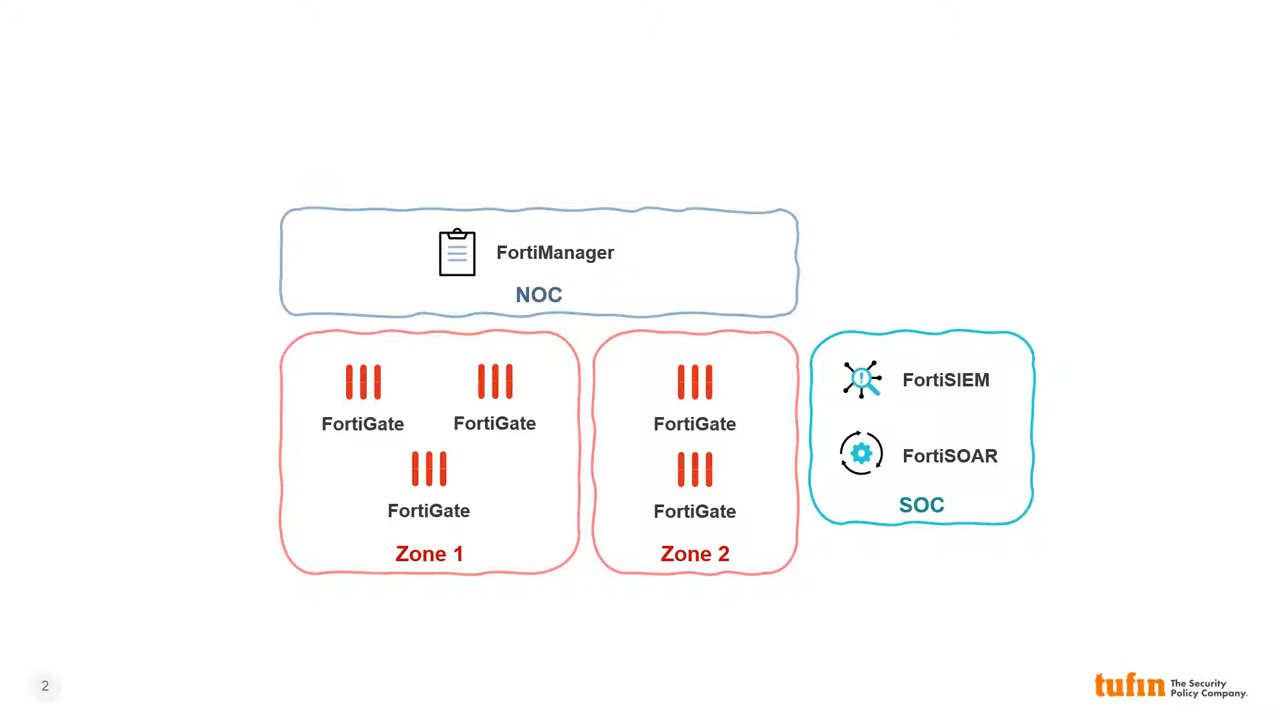 FortiManager
NOC
FortiGate
FortiGate
FortiGate
Zone 1
FortiGate
FortiGate
Zone 2
FortiSIEM
FortiSOAR
SOC
2
tufin The Security
Policy Company.